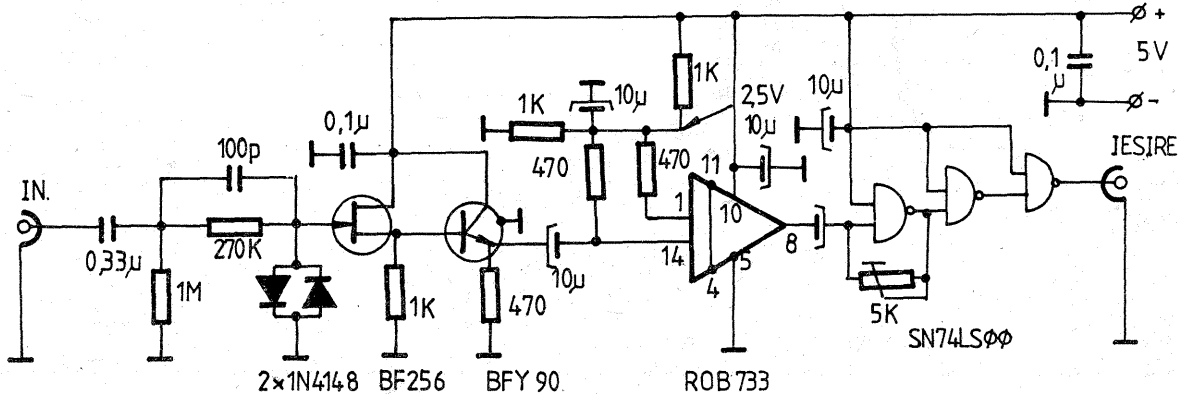 IN.
0,33µ
100p
270K
1M
2×1N4148
0,1µ
BF256
1K
BFY 90.
470
10µ
1K
10µ
470
470
1K
2,5V
10µ
11
10
1
14
4
5
8
ROB 733
10µ
5K
SN74LS00
0,1
µ
+
5V
-
IESIRE